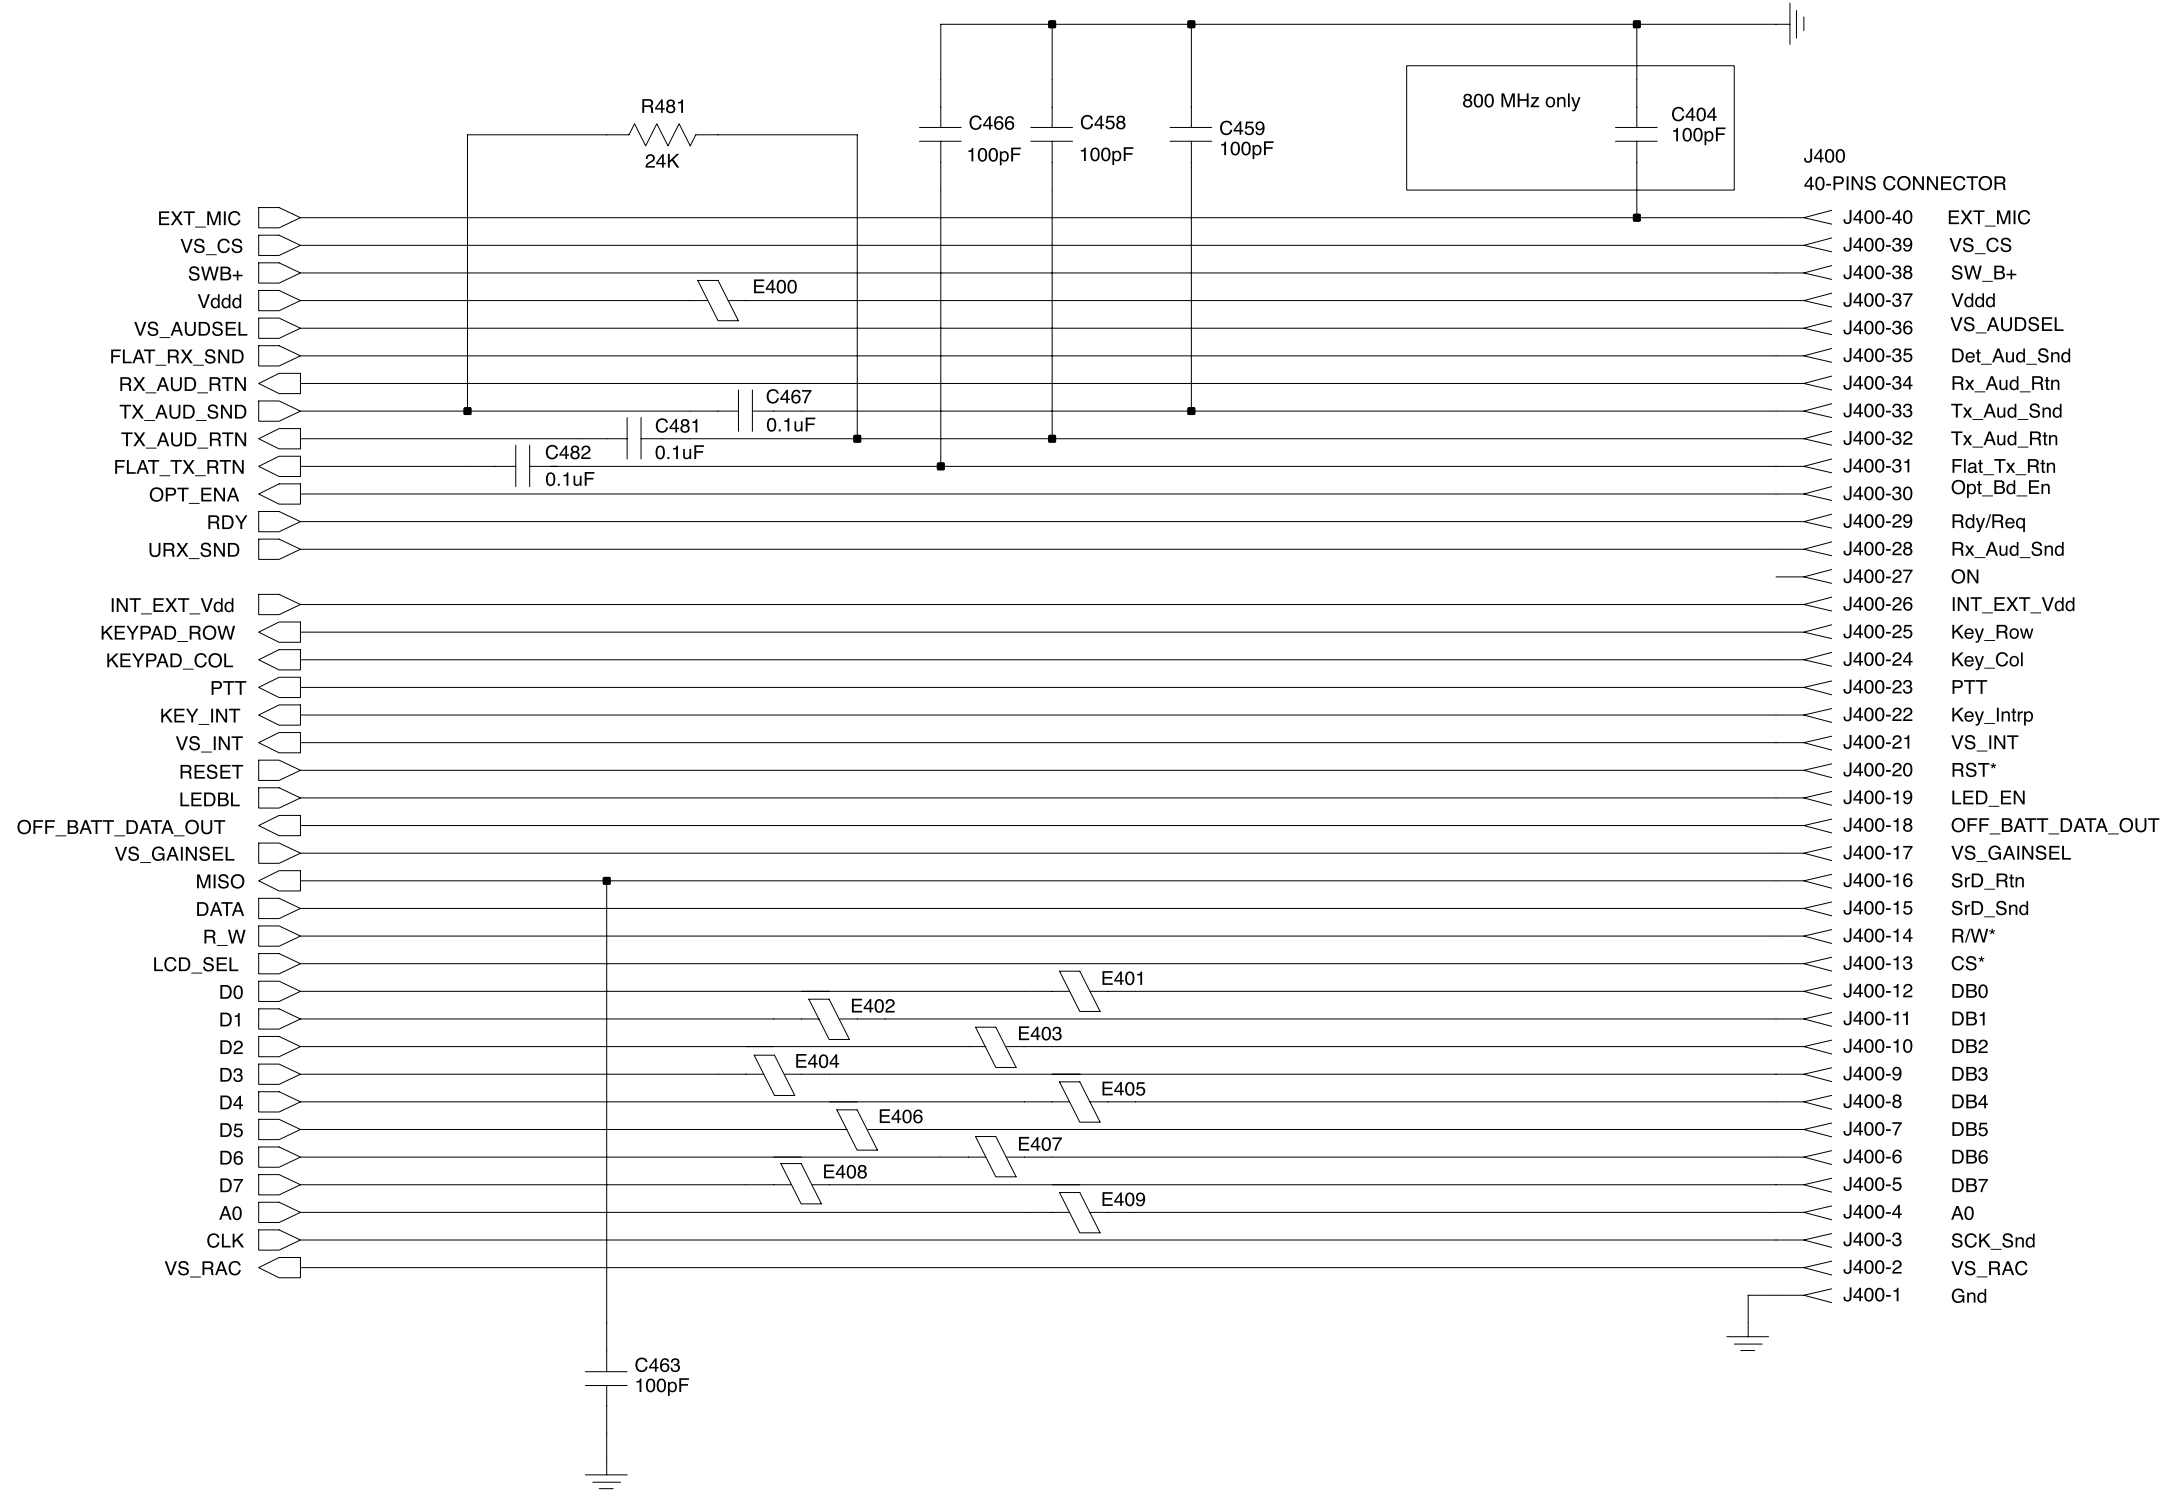 R481
24K
C466
100pF
C458
100pF
C459
100pF
800 MHz only
C404
100pF
J400
40-PINS CONNECTOR
EXT_MIC J400-40 EXT_MIC
VS_CS J400-39 VS_CS
SWB+ J400-38 SW_B+
Vddd E400 J400-37 Vddd
VS_AUDSEL J400-36 VS_AUDSEL
FLAT_RX_SND J400-35 Det_Aud_Snd
RX_AUD_RTN J400-34 Rx_Aud_Rtn
C467
0.1uF
TX_AUD_SND J400-33 Tx_Aud_Snd
C481
0.1uF
TX_AUD_RTN J400-32 Tx_Aud_Rtn
C482
0.1uF
FLAT_TX_RTN J400-31 Flat_Tx_Rtn
OPT_ENA J400-30 Opt_Bd_En
RDY J400-29 Rdy/Req
URX_SND J400-28 Rx_Aud_Snd
J400-27 ON
INT_EXT_Vdd J400-26 INT_EXT_Vdd
KEYPAD_ROW J400-25 Key_Row
KEYPAD_COL J400-24 Key_Col
PTT J400-23 PTT
KEY_INT J400-22 Key_Intrp
VS_INT J400-21 VS_INT
RESET J400-20 RST*
LEDBL J400-19 LED_EN
OFF_BATT_DATA_OUT J400-18 OFF_BATT_DATA_OUT
VS_GAINSEL J400-17 VS_GAINSEL
MISO J400-16 SrD_Rtn
DATA J400-15 SrD_Snd
R_W J400-14 R/W*
LCD_SEL J400-13 CS*
D0 E401 J400-12 DB0
D1 E402 J400-11 DB1
D2 E403 J400-10 DB2
D3 E404 J400-9 DB3
D4 E405 J400-8 DB4
D5 E406 J400-7 DB5
D6 E407 J400-6 DB6
D7 E408 J400-5 DB7
A0 E409 J400-4 A0
CLK J400-3 SCK_Snd
VS_RAC J400-2 VS_RAC
J400-1 Gnd
C463
100pF